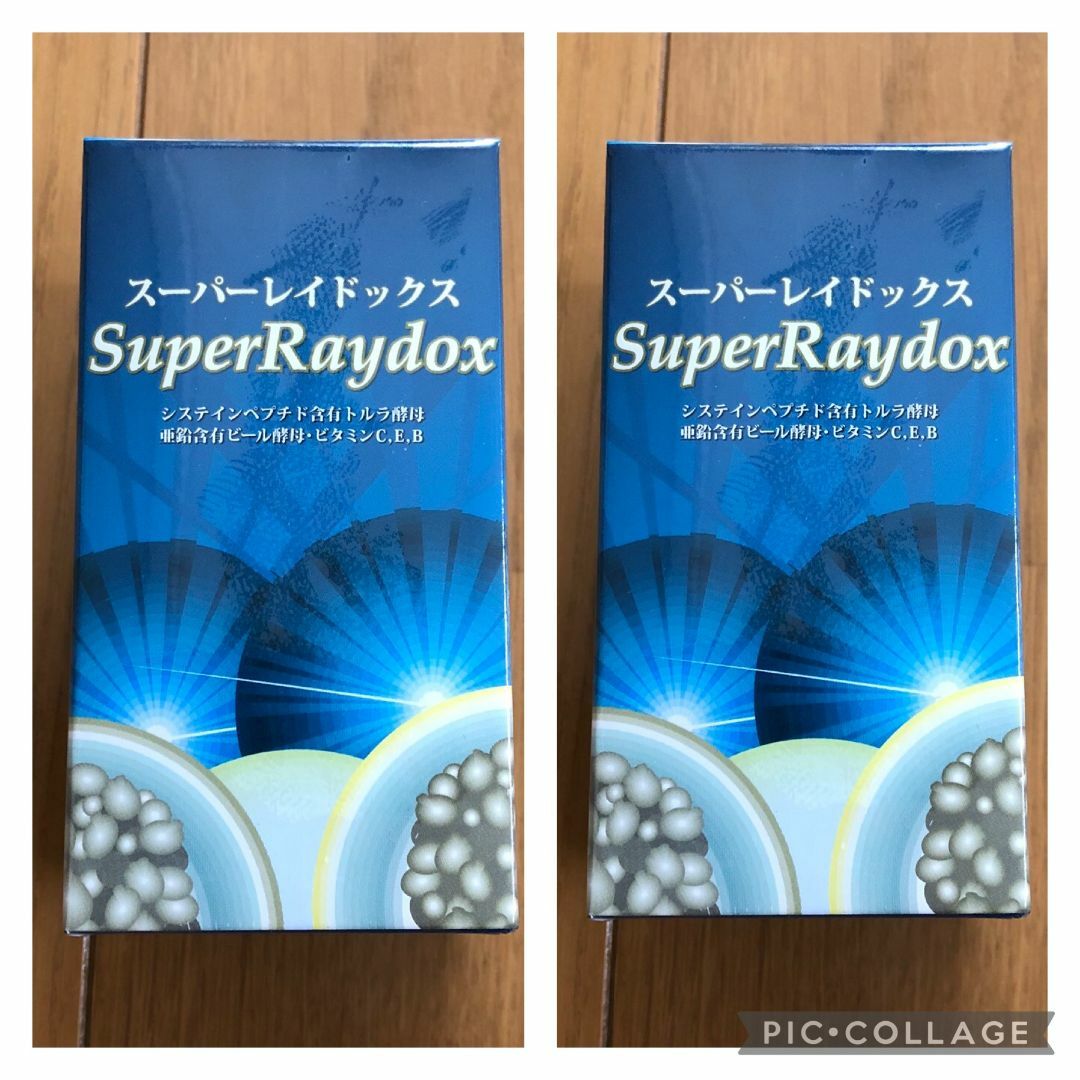 スーパーレイドックス
SuperRaydox
システインペプチド含有トルラ酵母
亜鉛含有ビール酵母・ビタミンC,E,B
スーパーレイドックス
SuperRaydox
システインペプチド含有トルラ酵母
亜鉛含有ビール酵母・ビタミンC,E,B
PIC•COLLAGE